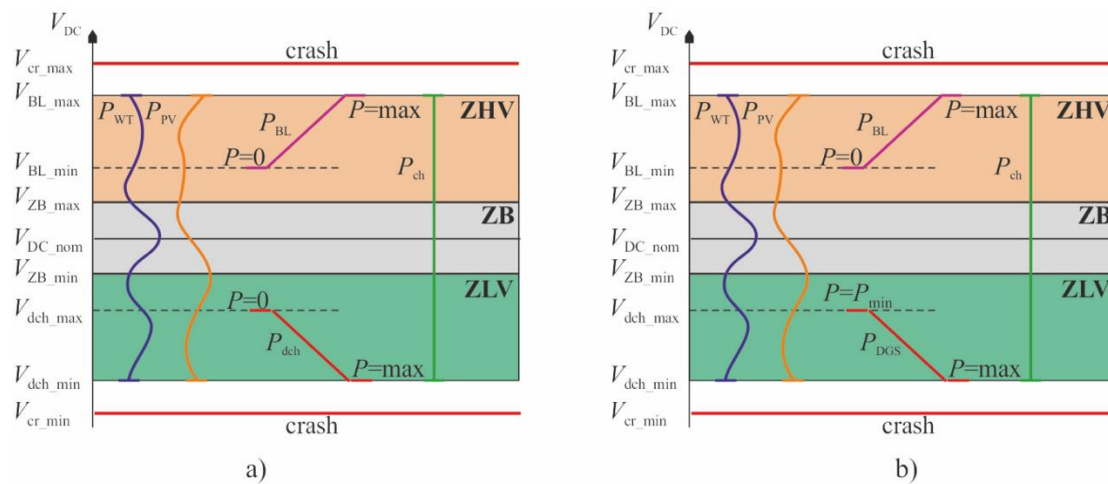 V_DC
V_cr_max
crash
V_BL_max
P_WT P_PV
P=max
ZHV
P_BL
V_BL_min
P=0
P_ch
V_ZB_max
ZB
V_DC_nom
V_ZB_min
ZLV
P=0
V_dch_max
P_dch
P=max
V_dch_min
V_cr_min
crash
a)
V_DC
V_cr_max
crash
V_BL_max
P_WT P_PV
P=max
ZHV
P_BL
V_BL_min
P=0
P_ch
V_ZB_max
ZB
V_DC_nom
V_ZB_min
ZLV
P=P_min
V_dch_max
P_DGS
P=max
V_dch_min
V_cr_min
crash
b)